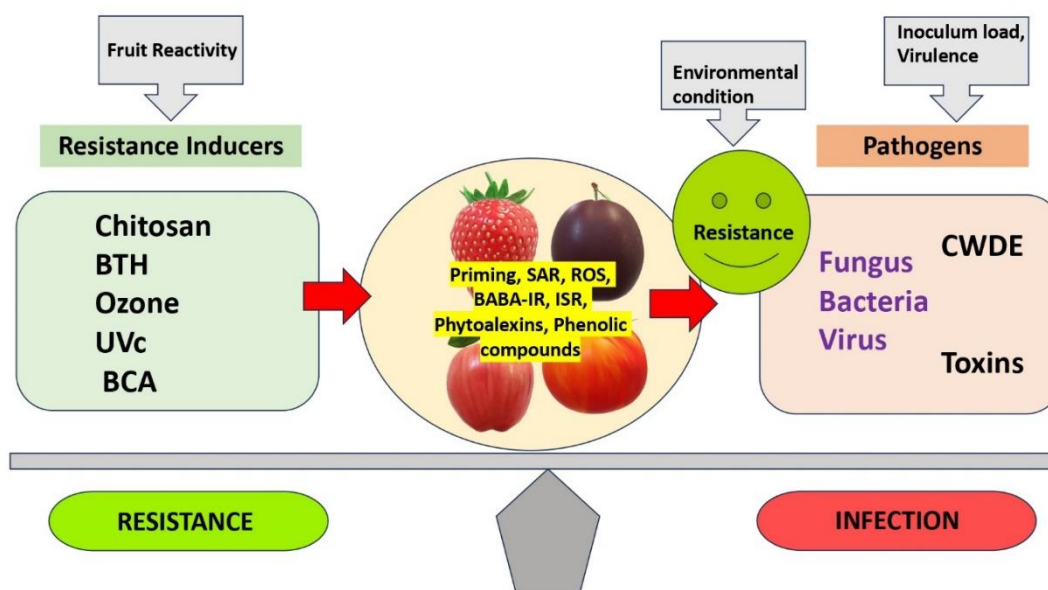 Fruit Reactivity
Environmental
condition
Inoculum load,
Virulence
Resistance Inducers
Pathogens
Chitosan
BTH
Ozone
UVc
BCA
Priming, SAR, ROS,
BABA-IR, ISR,
Phytoalexins, Phenolic
compounds
Resistance
Fungus
Bacteria
Virus
CWDE
Toxins
RESISTANCE
INFECTION